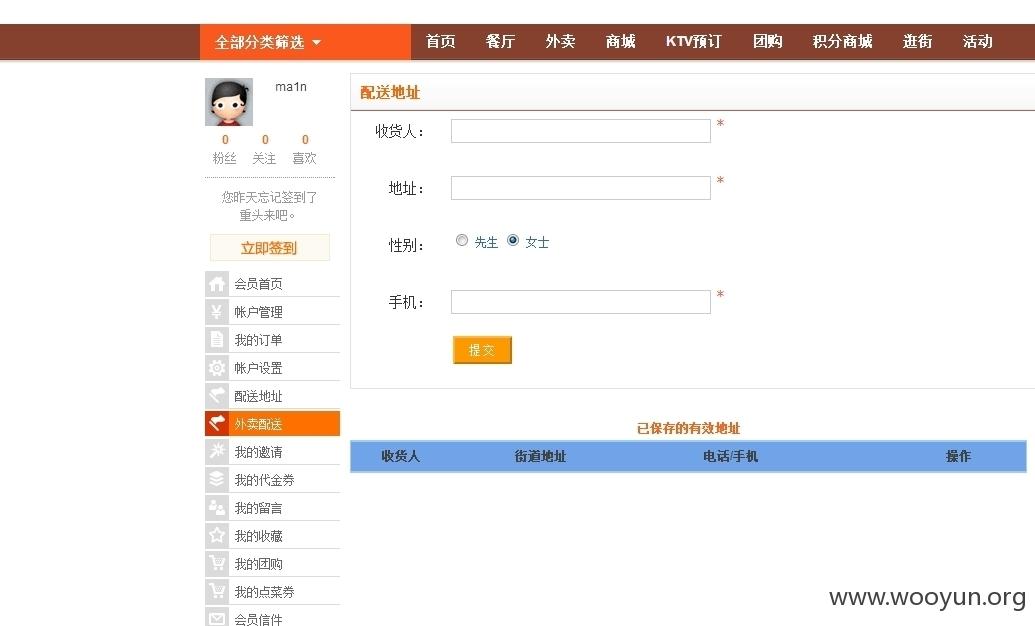 全部分类筛选 首页 餐厅 外卖 商城 KTV预订 团购 积分商城 逛街 活动
ma1n
0 0 0
粉丝 关注 喜欢
您昨天忘记签到了
重头来吧。
立即签到
会员首页
帐户管理
我的订单
帐户设置
配送地址
外卖配送
我的邀请
我的代金券
我的留言
我的收藏
我的团购
我的点菜券
会员信件
配送地址
收货人： *
地址： *
性别： 先生 女士
手机： *
提交
已保存的有效地址
收货人 街道地址 电话/手机 操作
www.wooyun.org